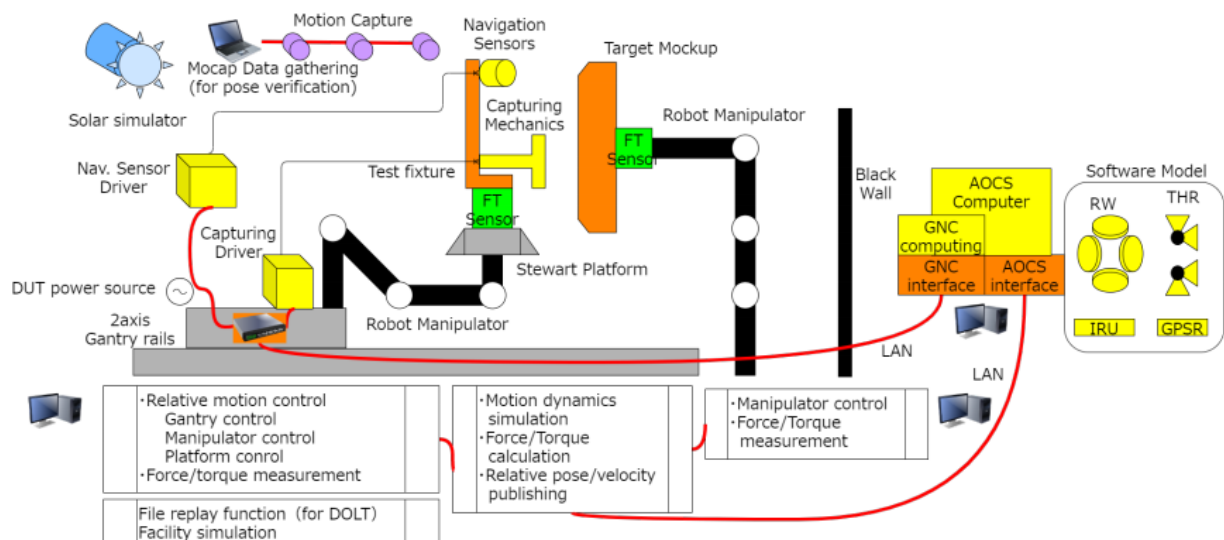 Motion Capture
Mocap Data gathering
(for pose verification)
Solar simulator
Navigation
Sensors
Target Mockup
Capturing
Mechanics
Robot Manipulator
FT
Sensor
Nav. Sensor
Driver
Test fixture
FT
Sensor
Black
Wall
Software Model
AOCS
Computer
RW
THR
GNC
computing
Capturing
Driver
Stewart Platform
GNC
interface
AOCS
interface
DUT power source
2axis
Gantry rails
Robot Manipulator
IRU
GPSR
LAN
LAN
・Relative motion control
Gantry control
Manipulator control
Platform conrol
・Force/torque measurement
・Motion dynamics
simulation
・Force/Torque
calculation
・Relative pose/velocity
publishing
・Manipulator control
・Force/Torque
measurement
File replay function（for DOLT）
Facility simulation